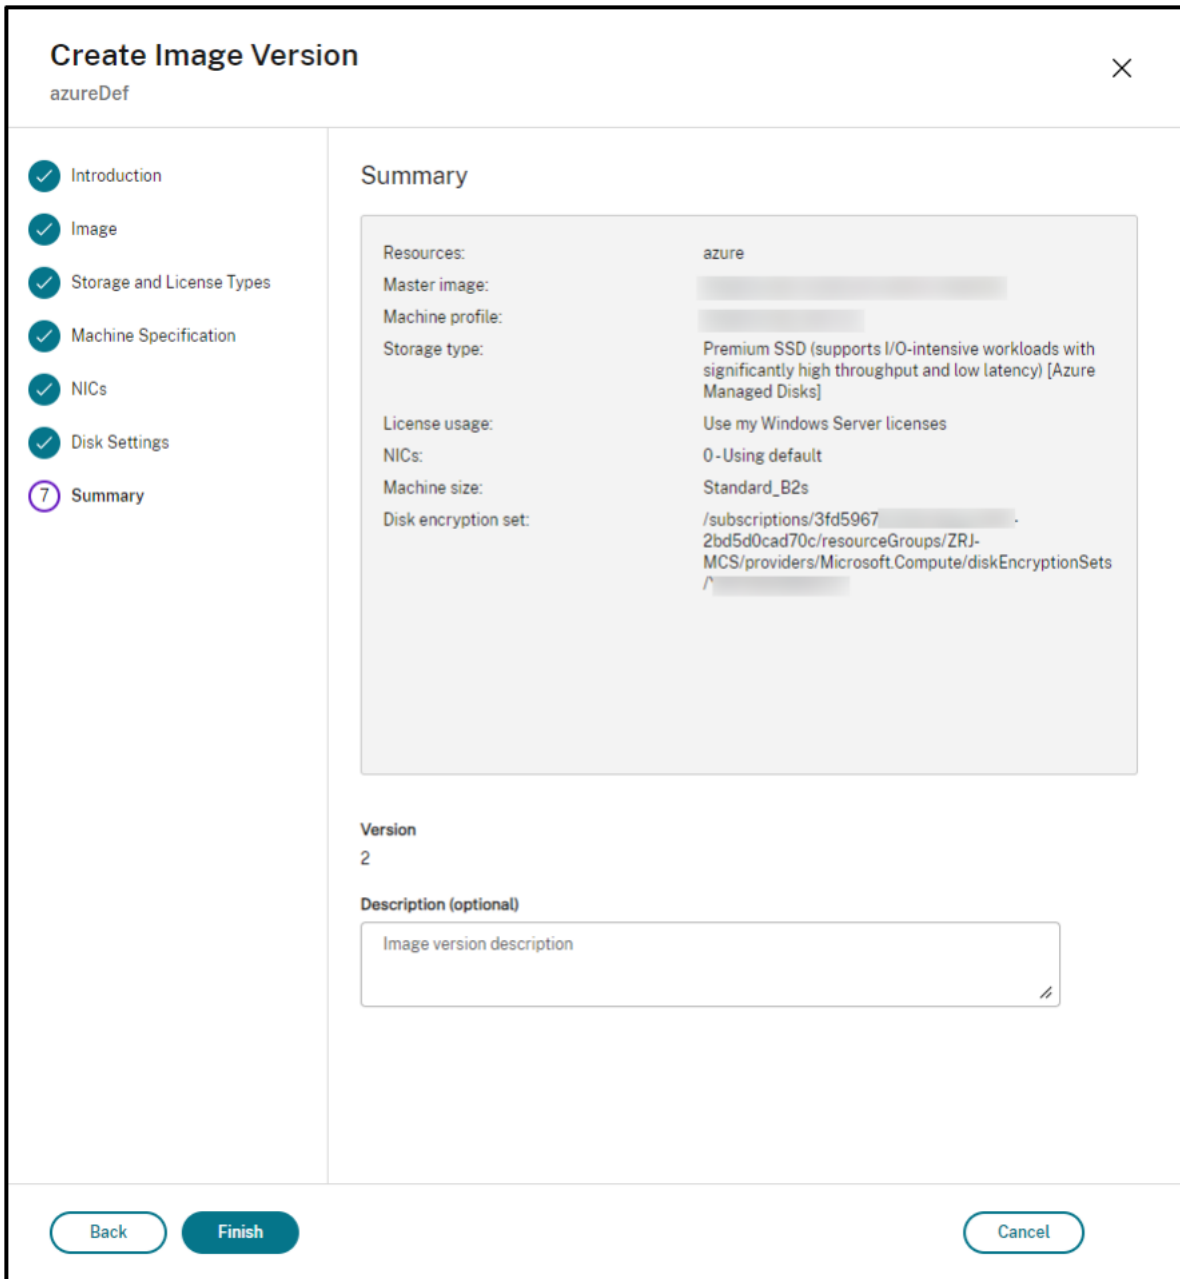 Create Image Version
azureDef
Introduction
Image
Storage and License Types
Machine Specification
NICs
Disk Settings
7 Summary
Summary
Resources: azure
Master image:
Machine profile:
Storage type: Premium SSD (supports I/O-intensive workloads with
significantly high throughput and low latency) [Azure
Managed Disks]
License usage: Use my Windows Server licenses
NICs: 0 - Using default
Machine size: Standard_B2s
Disk encryption set: /subscriptions/3fd5967 -
2bd5d0cad70c/resourceGroups/ZRJ-
MCS/providers/Microsoft.Compute/diskEncryptionSets
/
Version
2
Description (optional)
Image version description
Back Finish Cancel